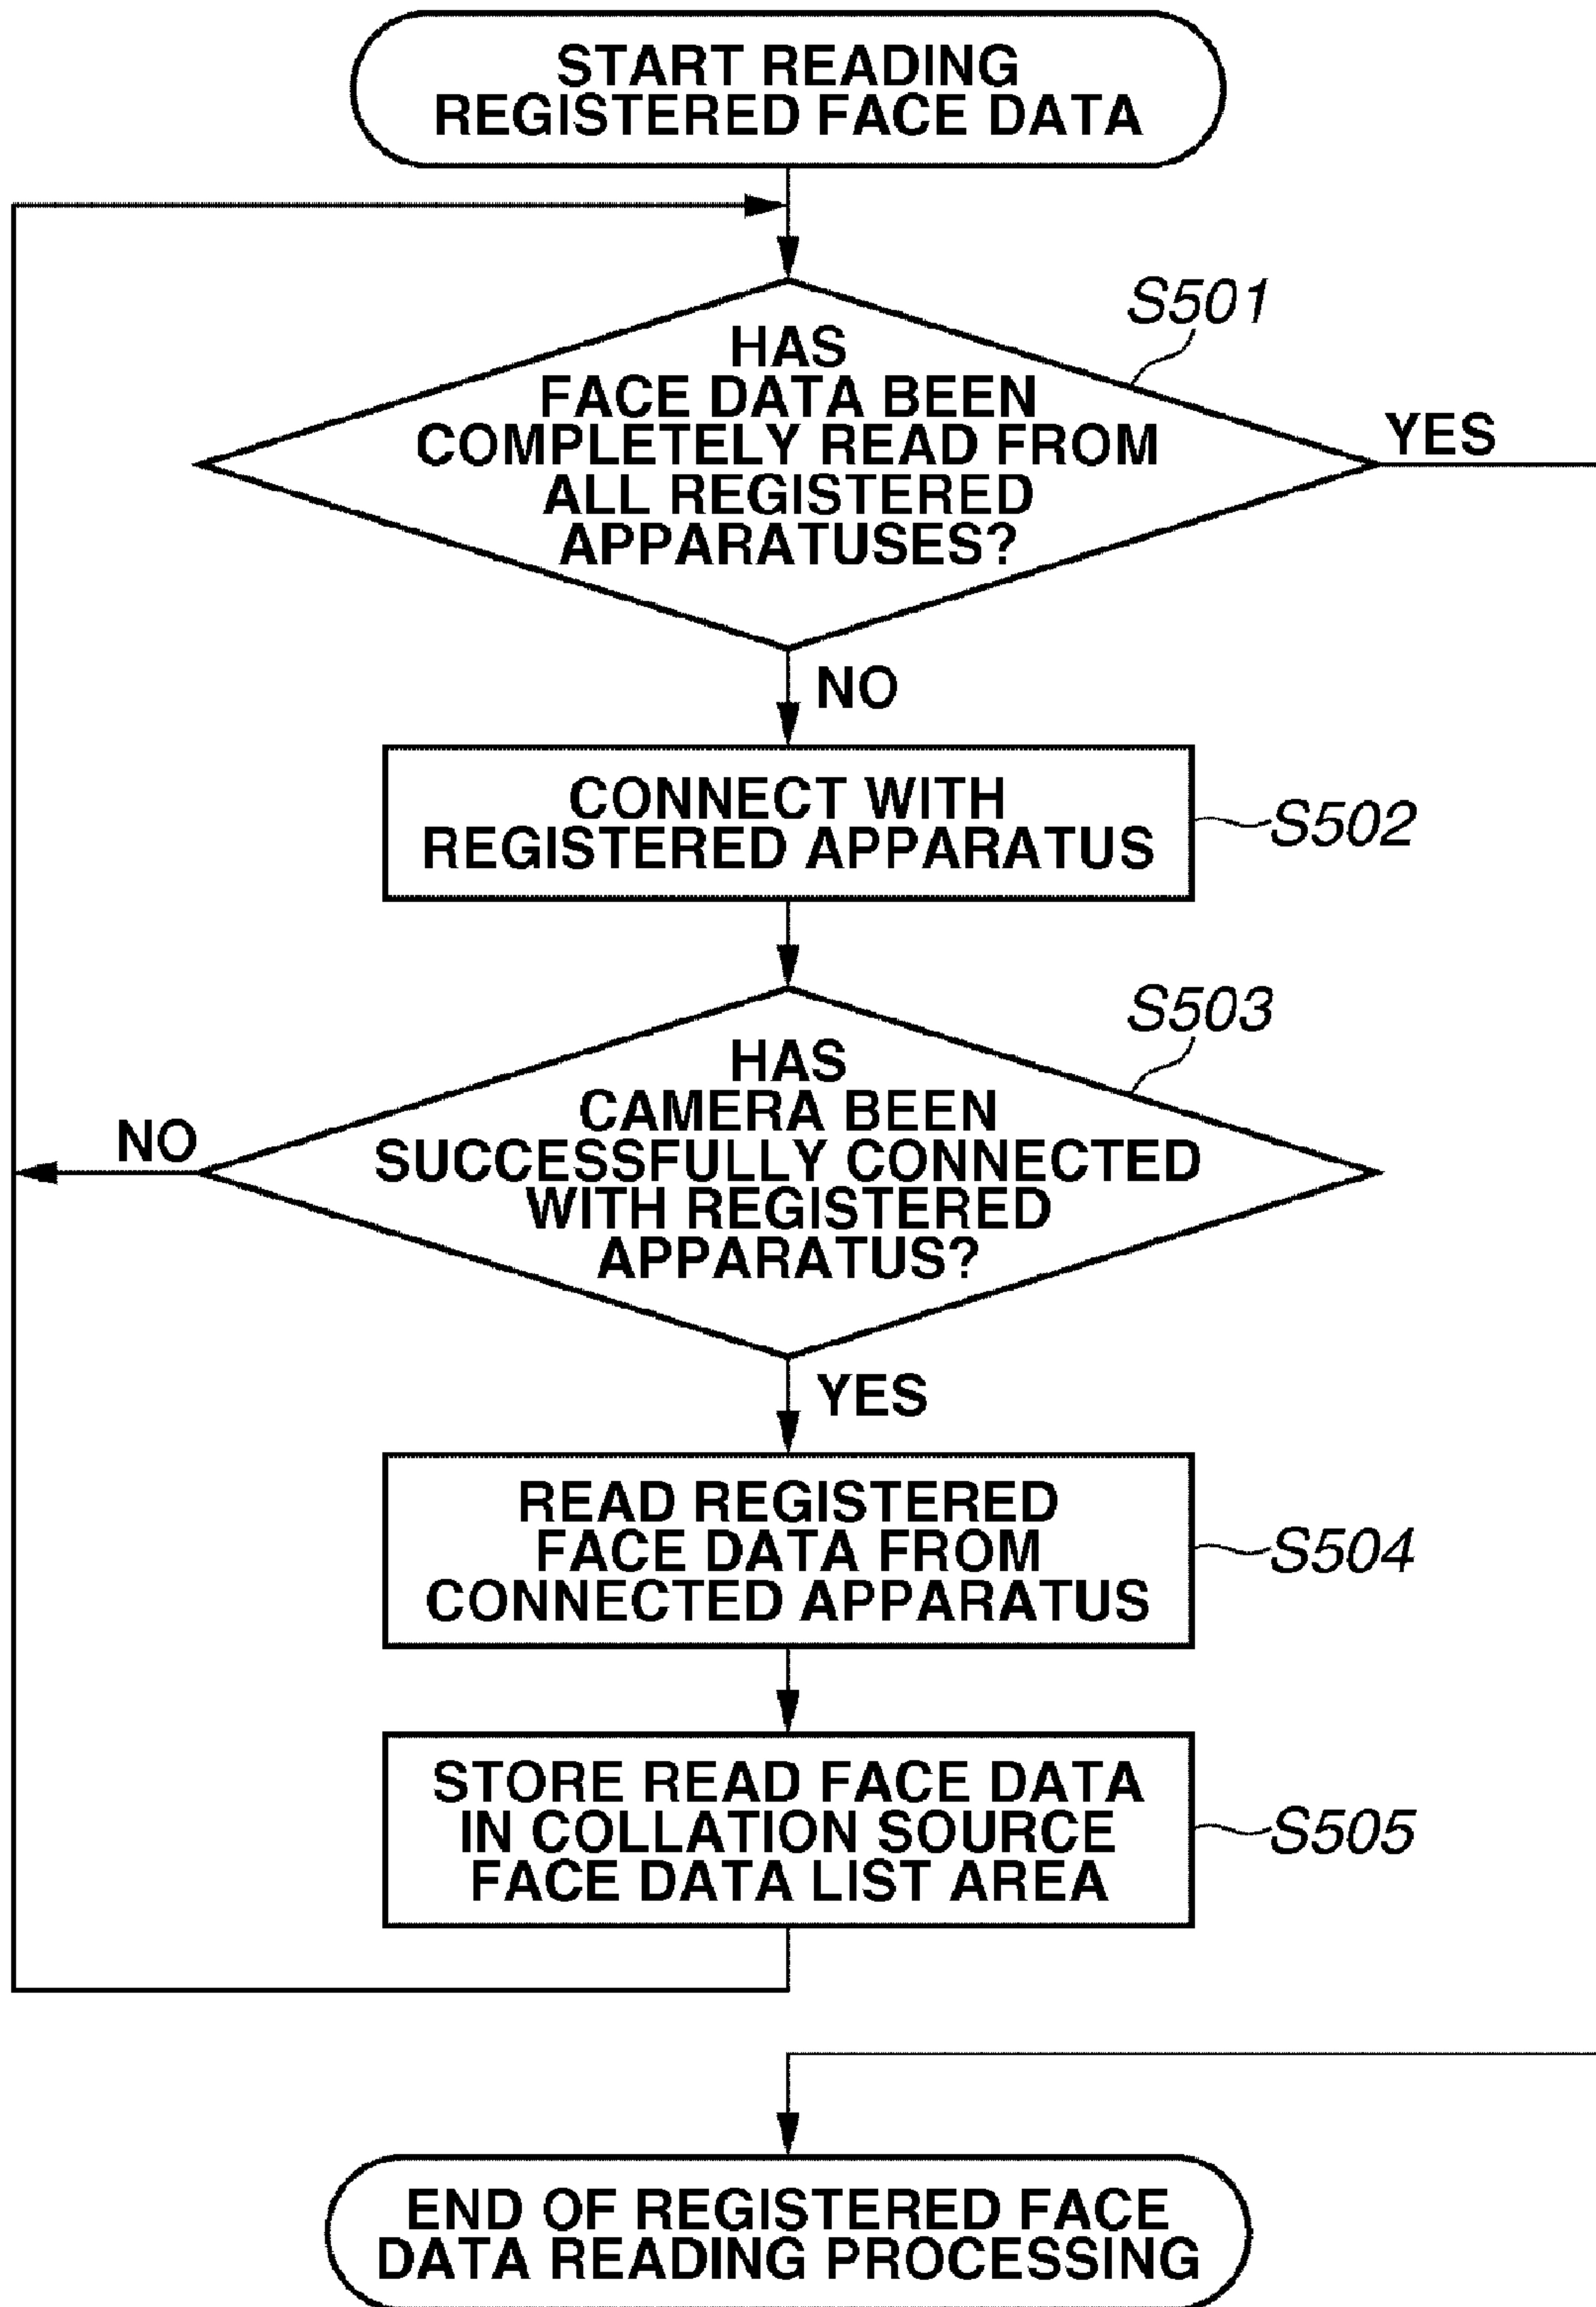 START READING
REGISTERED FACE DATA
S501
HAS
FACE DATA BEEN
COMPLETELY READ FROM
ALL REGISTERED
APPARATUSES?
YES
NO
CONNECT WITH
REGISTERED APPARATUS
S502
S503
HAS
CAMERA BEEN
SUCCESSFULLY CONNECTED
WITH REGISTERED
APPARATUS?
NO
YES
READ REGISTERED
FACE DATA FROM
CONNECTED APPARATUS
S504
STORE READ FACE DATA
IN COLLATION SOURCE
FACE DATA LIST AREA
S505
END OF REGISTERED FACE
DATA READING PROCESSING